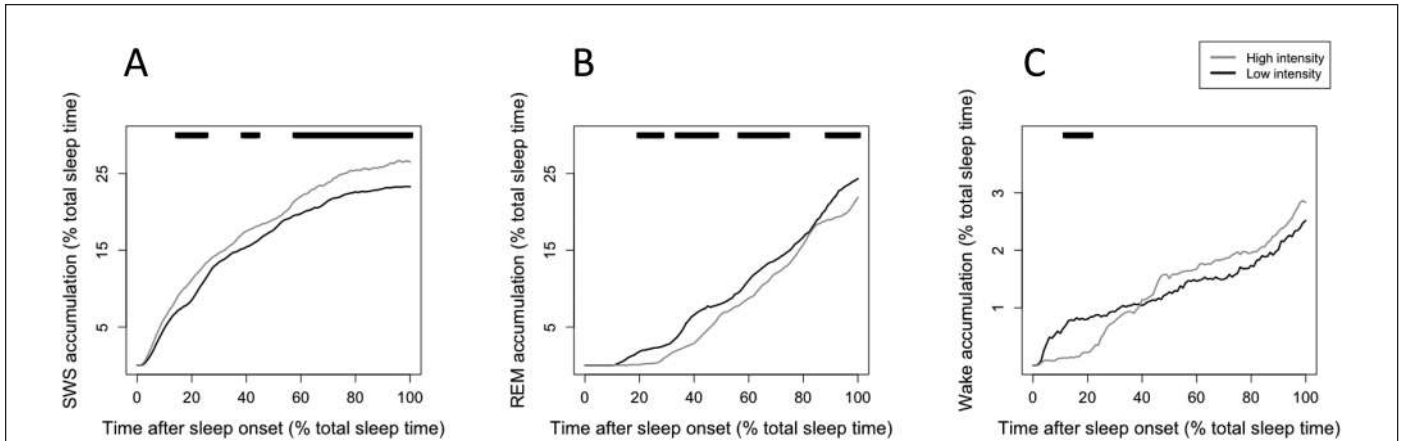 A
B
C
High intensity
Low intensity
SWS accumulation (% total sleep time)
5
15
25
0
20
40
60
80
100
Time after sleep onset (% total sleep time)
REM accumulation (% total sleep time)
5
15
25
0
20
40
60
80
100
Time after sleep onset (% total sleep time)
Wake accumulation (% total sleep time)
1
2
3
0
20
40
60
80
100
Time after sleep onset (% total sleep time)